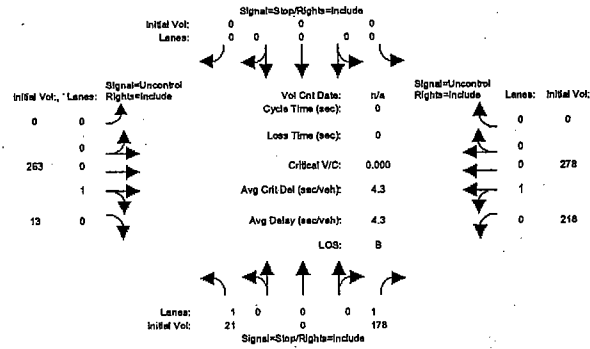 Signal=Stop/Rights=Include
Initial Vol: 0 0 0
Lanes: 0 0 0 0 0
Signal=Uncontrol
Initial Vol: Lanes: Rights=Include
Vol Cnt Date: n/a
Signal=Uncontrol
Rights=Include Lanes: Initial Vol:
Cycle Time (sec): 0
0 0
0 0
Loss Time (sec): 0
0
0
263 0
Critical V/C: 0.000
0 278
1
Avg Crit Del (sec/veh): 4.3
1
13 0
Avg Delay (sec/veh): 4.3
0 218
LOS: B
Lanes: 1 0 0 0 1
Initial Vol: 21 0 178
Signal=Stop/Rights=Include